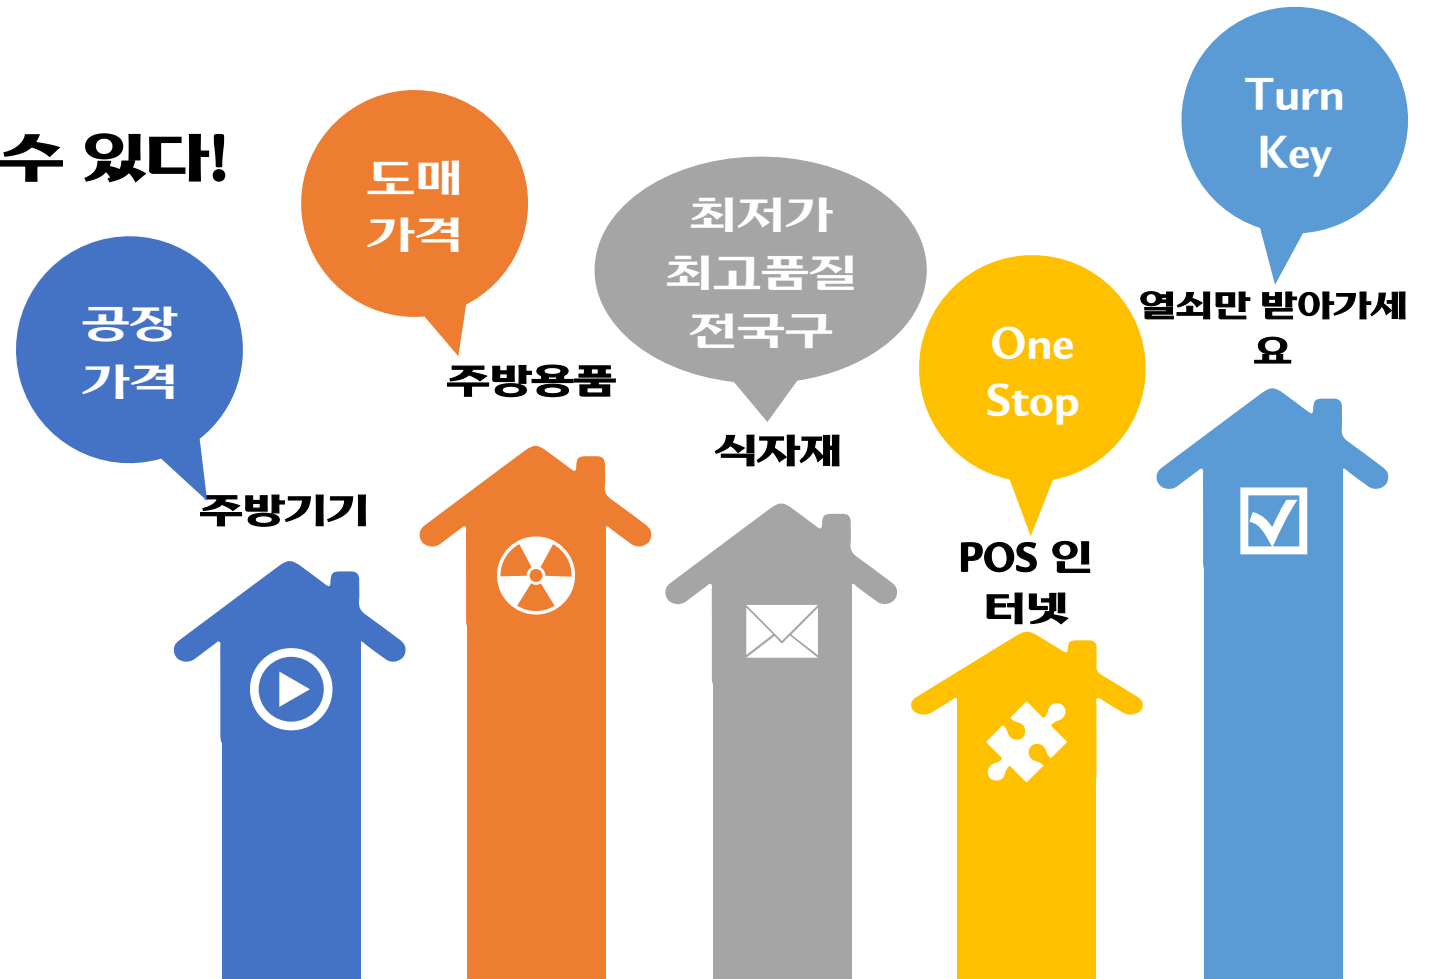 수 있다!
공장
가격
주방기기
도매
가격
주방용품
최저가
최고품질
전국구
식자재
One
Stop
POS 인
터넷
Turn
Key
열쇠만 받아가세
요